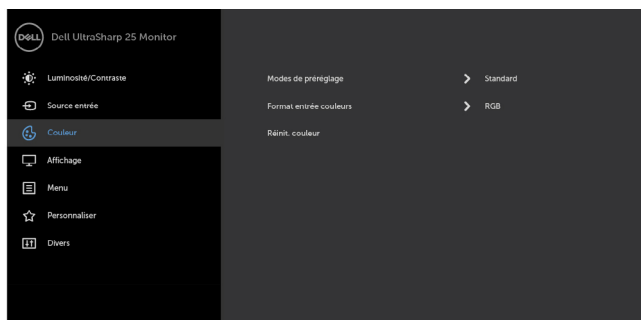 DELL Dell UltraSharp 25 Monitor
Luminosité/Contraste
Source entrée
Couleur
Affichage
Menu
Personnaliser
Divers
Modes de préréglage Standard
Format entrée couleurs RGB
Réinit. couleur